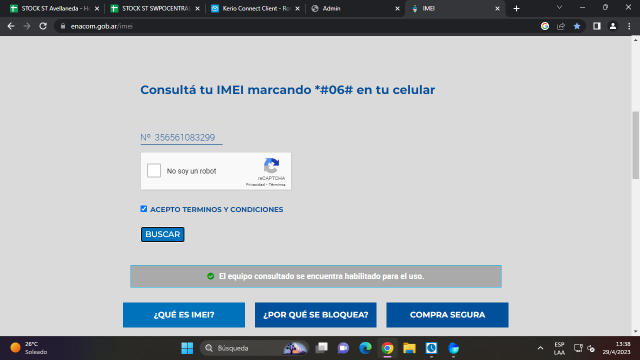 STOCK ST Avellaneda - H
STOCK ST SWPOCENTRAL
Kerio Connect Client
Admin
IMEI
enacom.gob.ar/imei
Consultá tu IMEI marcando *#06# en tu celular
Nº 356561083299
No soy un robot
reCAPTCHA
Privacidad - Términos
ACEPTO TERMINOS Y CONDICIONES
BUSCAR
El equipo consultado se encuentra habilitado para el uso.
¿QUÉ ES IMEI?
¿POR QUÉ SE BLOQUEA?
COMPRA SEGURA
26°C
Soleado
Búsqueda
ESP
LAA
13:38
29/4/2023